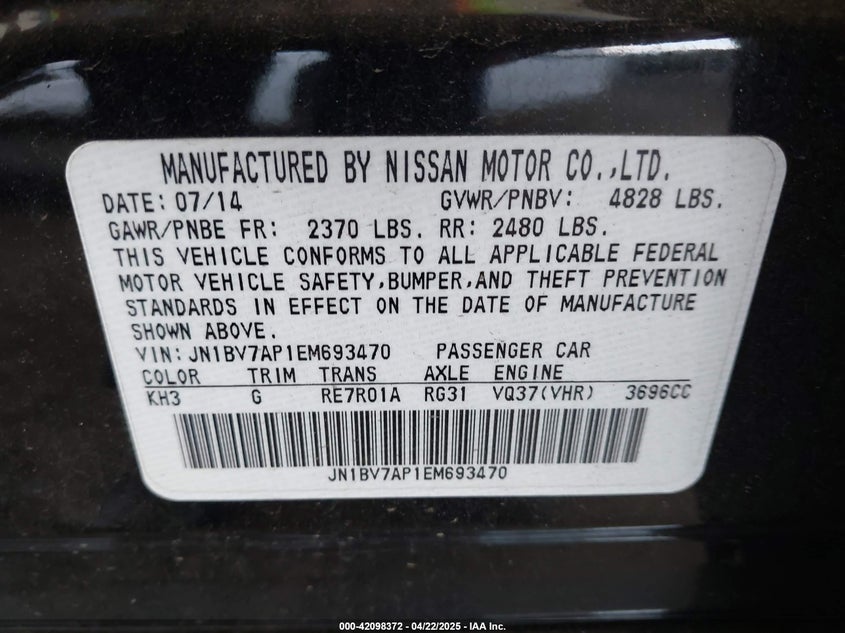 MANUFACTURED BY NISSAN MOTOR CO.,LTD.
DATE: 07/14 GVWR/PNBV: 4828 LBS.
GAWR/PNBE FR: 2370 LBS. RR: 2480 LBS.
THIS VEHICLE CONFORMS TO ALL APPLICABLE FEDERAL
MOTOR VEHICLE SAFETY,BUMPER,AND THEFT PREVENTION
STANDARDS IN EFFECT ON THE DATE OF MANUFACTURE
SHOWN ABOVE.
VIN: JN1BV7AP1EM693470 PASSENGER CAR
COLOR TRIM TRANS AXLE ENGINE
KH3 G RE7R01A RG31 VQ37(VHR) 3696CC
JN1BV7AP1EM693470
000-42098372 - 04/22/2025 - IAA Inc.